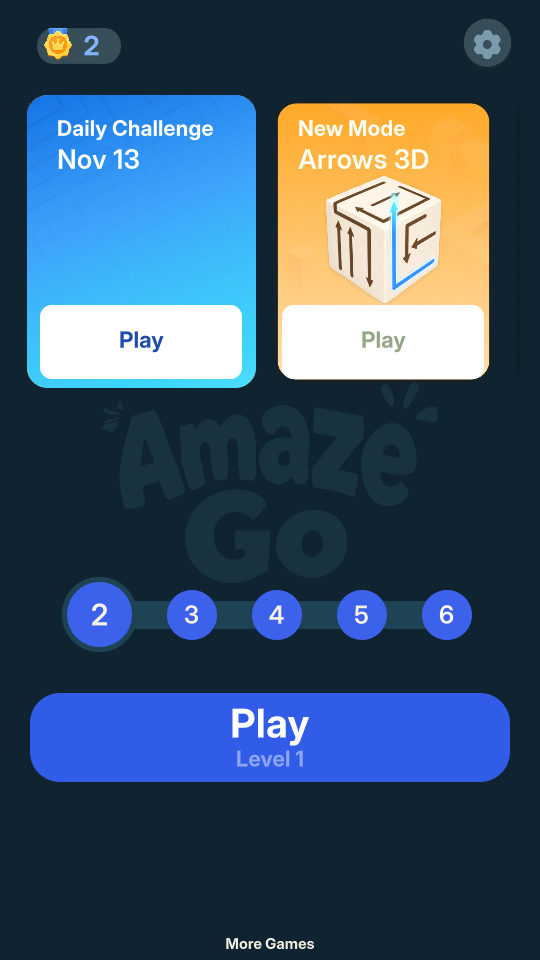 2
Daily Challenge
Nov 13
Play
New Mode
Arrows 3D
Play
Amaze
Go
2 3 4 5 6
Play
Level 1
More Games